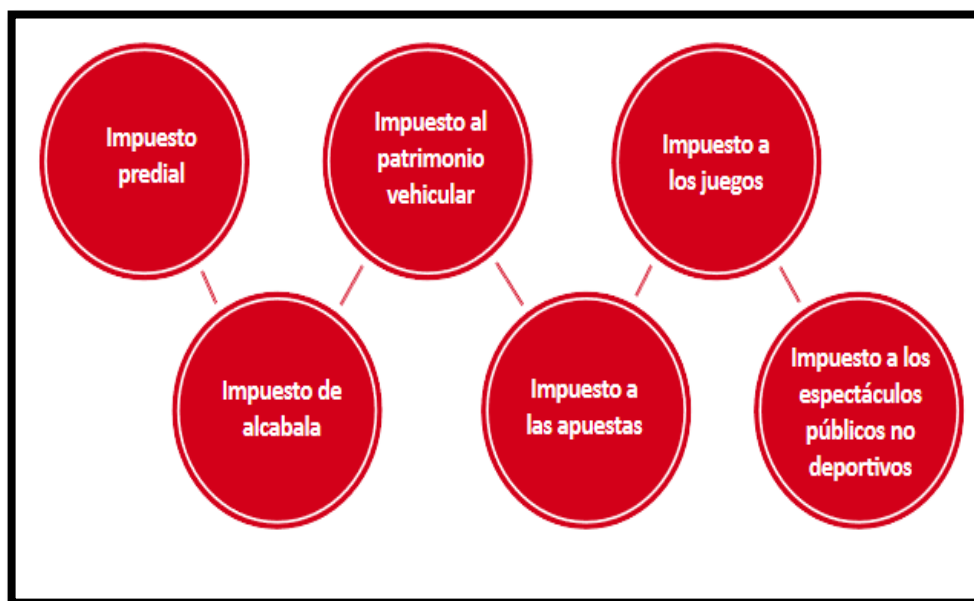 Impuesto
predial
Impuesto de
alcabala
Impuesto al
patrimonio
vehicular
Impuesto a
las apuestas
Impuesto a
los juegos
Impuesto a los
espectáculos
públicos no
deportivos